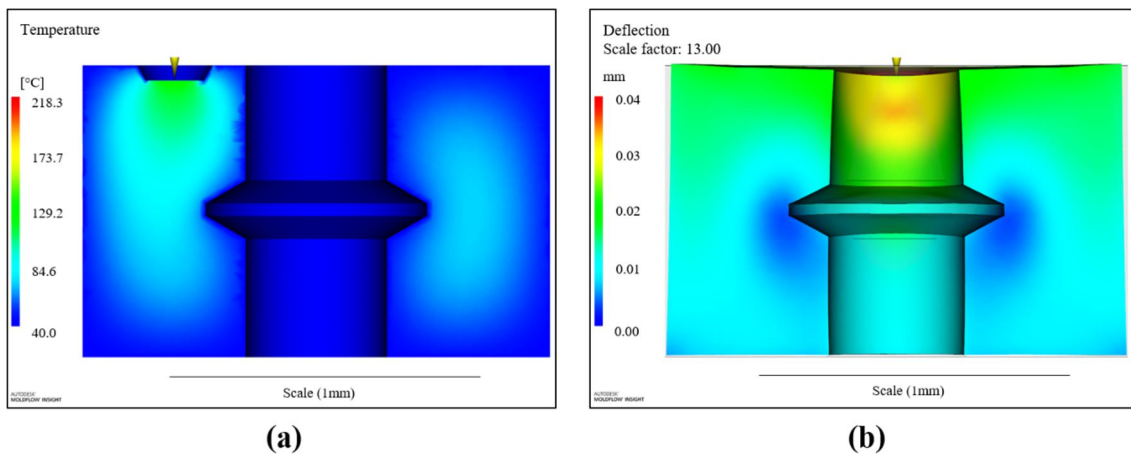 Temperature
[°C]
218.3
173.7
129.2
84.6
40.0
Scale (1mm)
AUTODESK
MOLDFLOW INSIGHT
(a)
Deflection
Scale factor: 13.00
mm
0.04
0.03
0.02
0.01
0.00
Scale (1mm)
AUTODESK
MOLDFLOW INSIGHT
(b)